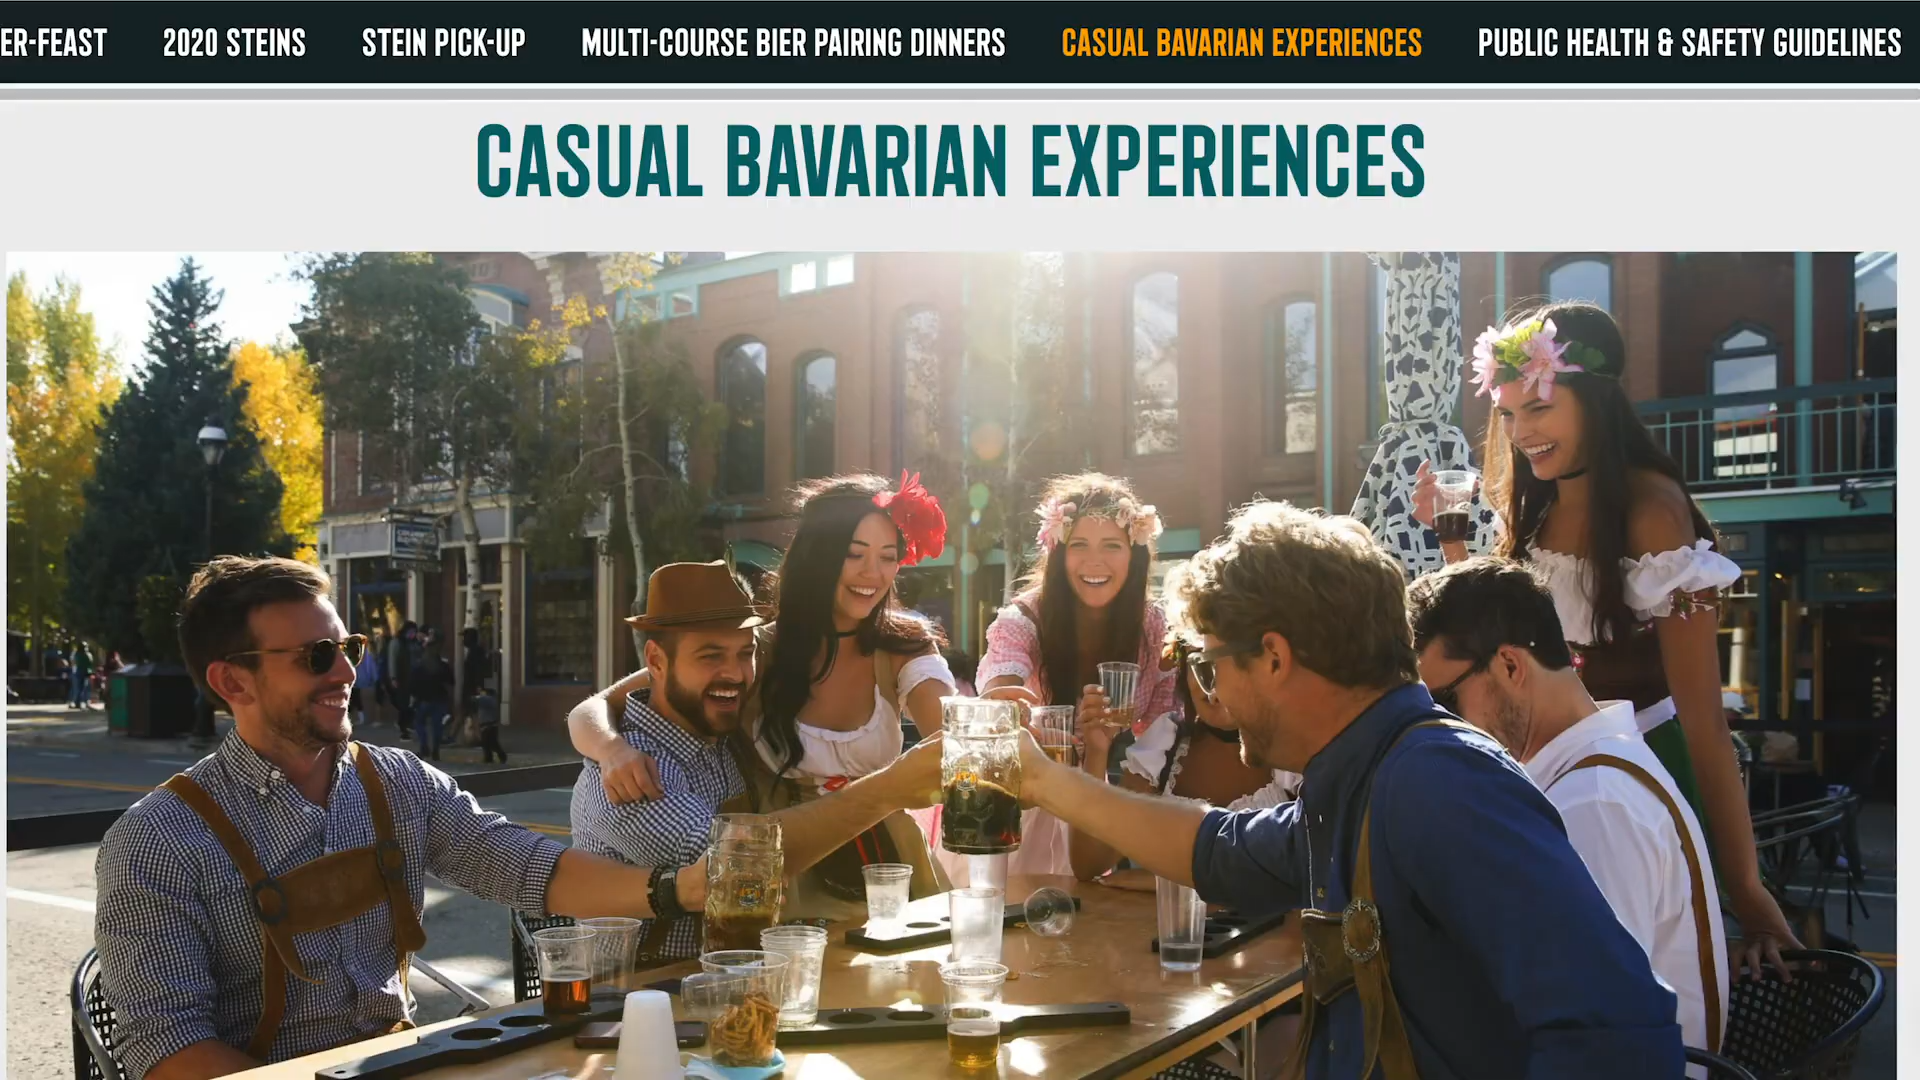 ER-FEAST
2020 STEINS
STEIN PICK-UP
MULTI-COURSE BIER PAIRING DINNERS
CASUAL BAVARIAN EXPERIENCES
PUBLIC HEALTH & SAFETY GUIDELINES
CASUAL BAVARIAN EXPERIENCES